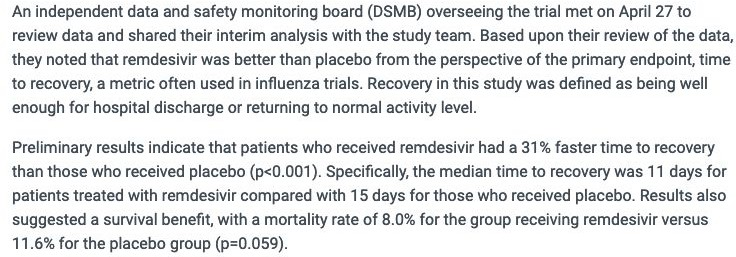 An independent data and safety monitoring board (DSMB) overseeing the trial met on April 27 to
review data and shared their interim analysis with the study team. Based upon their review of the data,
they noted that remdesivir was better than placebo from the perspective of the primary endpoint, time
to recovery, a metric often used in influenza trials. Recovery in this study was defined as being well
enough for hospital discharge or returning to normal activity level.
Preliminary results indicate that patients who received remdesivir had a 31% faster time to recovery
than those who received placebo (p<0.001). Specifically, the median time to recovery was 11 days for
patients treated with remdesivir compared with 15 days for those who received placebo. Results also
suggested a survival benefit, with a mortality rate of 8.0% for the group receiving remdesivir versus
11.6% for the placebo group (p=0.059).